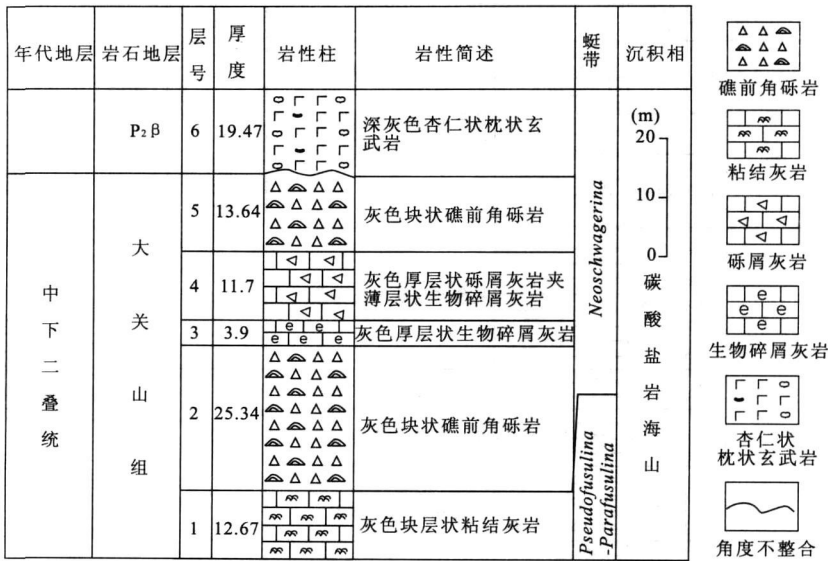 年代地层 岩石地层 层号 厚度 岩性柱 岩性简述 蜓带 沉积相
P₂β 6 19.47 深灰色杏仁状枕状玄
武岩
5 13.64 灰色块状礁前角砾岩
4 11.7 灰色厚层状砾屑灰岩夹
薄层状生物碎屑灰岩
3 3.9 灰色厚层状生物碎屑灰岩
2 25.34 灰色块状礁前角砾岩
1 12.67 灰色块层状粘结灰岩
中下二叠统
大关山组
Neoschwagerina
Pseudofusulina
-Parafusulina
(m)
20
10
0
碳酸盐岩海山
礁前角砾岩
粘结灰岩
砾屑灰岩
生物碎屑灰岩
杏仁状
枕状玄武岩
角度不整合